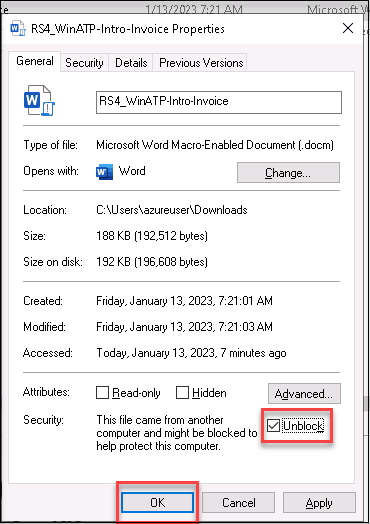 1/13/2023 7:21 AM Microsoft W
RS4_WinATP-Intro-Invoice Properties
General Security Details Previous Versions
RS4_WinATP-Intro-Invoice
Type of file: Microsoft Word Macro-Enabled Document (.docm)
Opens with: Word Change...
Location: C:\Users\azureuser\Downloads
Size: 188 KB (192,512 bytes)
Size on disk: 192 KB (196,608 bytes)
Created: Friday, January 13, 2023, 7:21:01 AM
Modified: Friday, January 13, 2023, 7:21:03 AM
Accessed: Today, January 13, 2023, 7 minutes ago
Attributes: Read-only Hidden Advanced...
Security: This file came from another Unblock
computer and might be blocked to
help protect this computer.
OK Cancel Apply